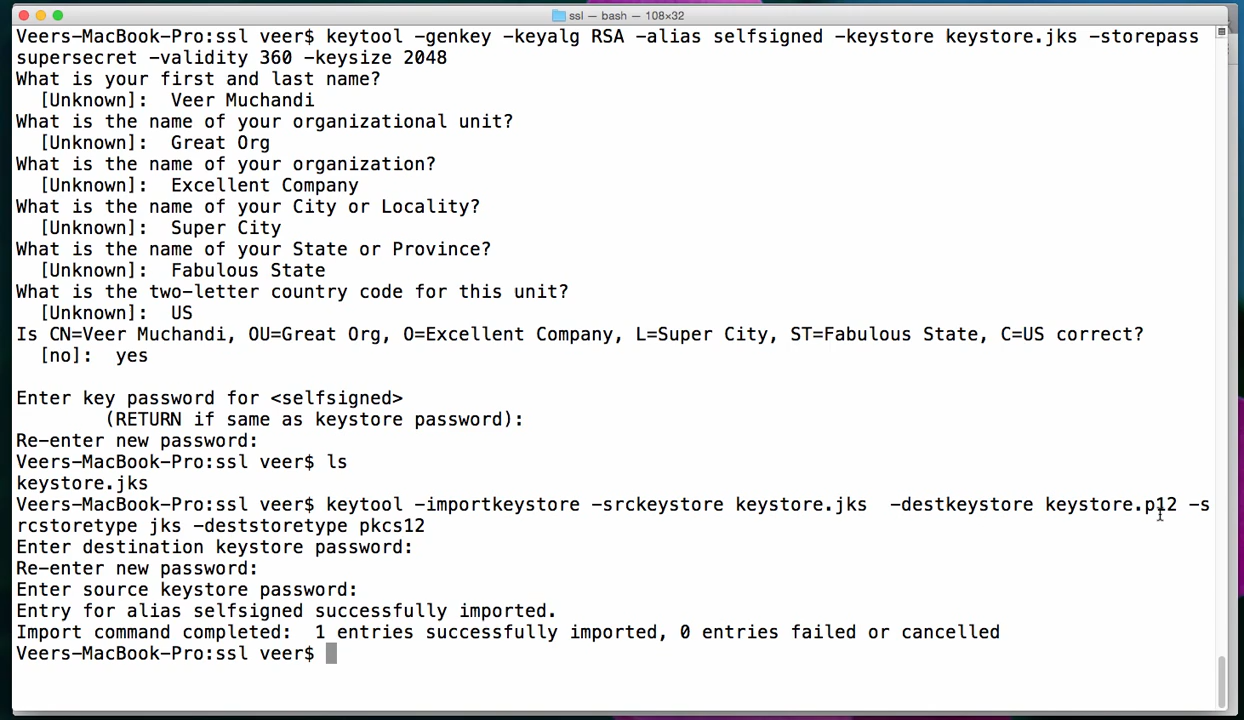 ssl — bash — 108×32
Veers-MacBook-Pro:ssl veer$ keytool -genkey -keyalg RSA -alias selfsigned -keystore keystore.jks -storepass
supersecret -validity 360 -keysize 2048
What is your first and last name?
  [Unknown]:  Veer Muchandi
What is the name of your organizational unit?
  [Unknown]:  Great Org
What is the name of your organization?
  [Unknown]:  Excellent Company
What is the name of your City or Locality?
  [Unknown]:  Super City
What is the name of your State or Province?
  [Unknown]:  Fabulous State
What is the two-letter country code for this unit?
  [Unknown]:  US
Is CN=Veer Muchandi, OU=Great Org, O=Excellent Company, L=Super City, ST=Fabulous State, C=US correct?
  [no]:  yes
Enter key password for <selfsigned>
        (RETURN if same as keystore password):
Re-enter new password:
Veers-MacBook-Pro:ssl veer$ ls
keystore.jks
Veers-MacBook-Pro:ssl veer$ keytool -importkeystore -srckeystore keystore.jks  -destkeystore keystore.p12 -s
rcstoretype jks -deststoretype pkcs12
Enter destination keystore password:
Re-enter new password:
Enter source keystore password:
Entry for alias selfsigned successfully imported.
Import command completed:  1 entries successfully imported, 0 entries failed or cancelled
Veers-MacBook-Pro:ssl veer$